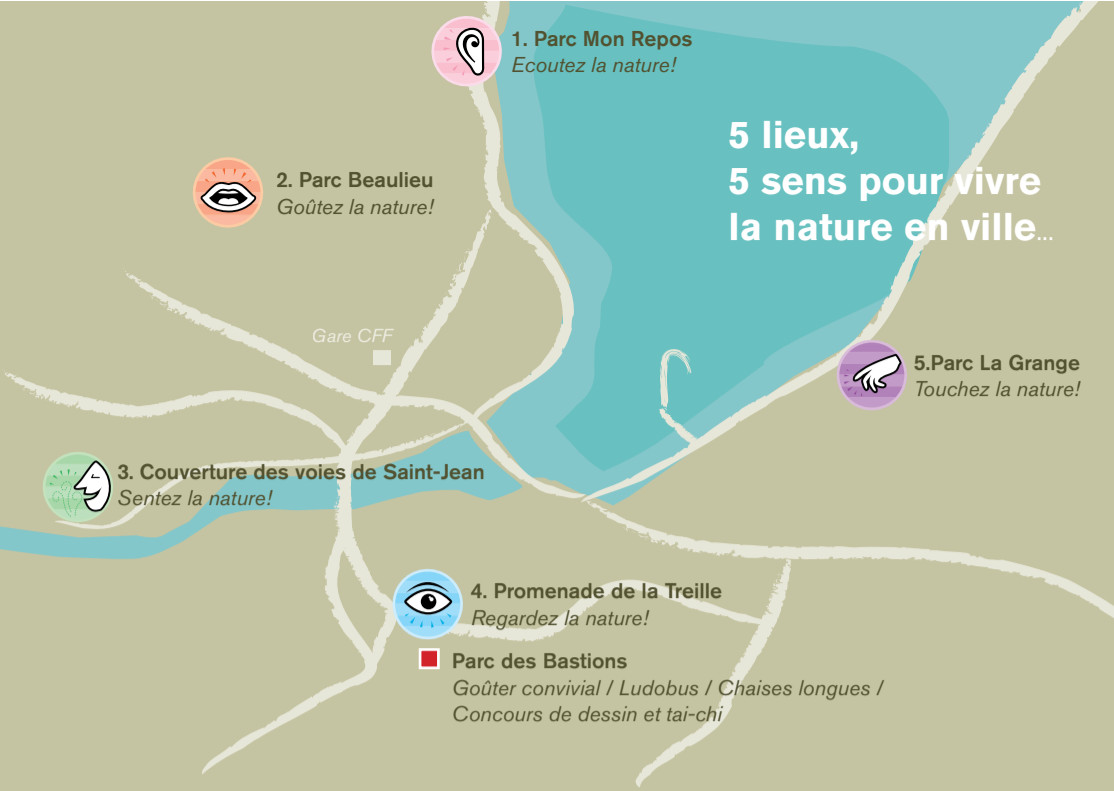 1. Parc Mon Repos
Ecoutez la nature!
5 lieux,
5 sens pour vivre
la nature en ville...
2. Parc Beaulieu
Goûtez la nature!
Gare CFF
5.Parc La Grange
Touchez la nature!
3. Couverture des voies de Saint-Jean
Sentez la nature!
4. Promenade de la Treille
Regardez la nature!
Parc des Bastions
Goûter convivial / Ludobus / Chaises longues /
Concours de dessin et tai-chi